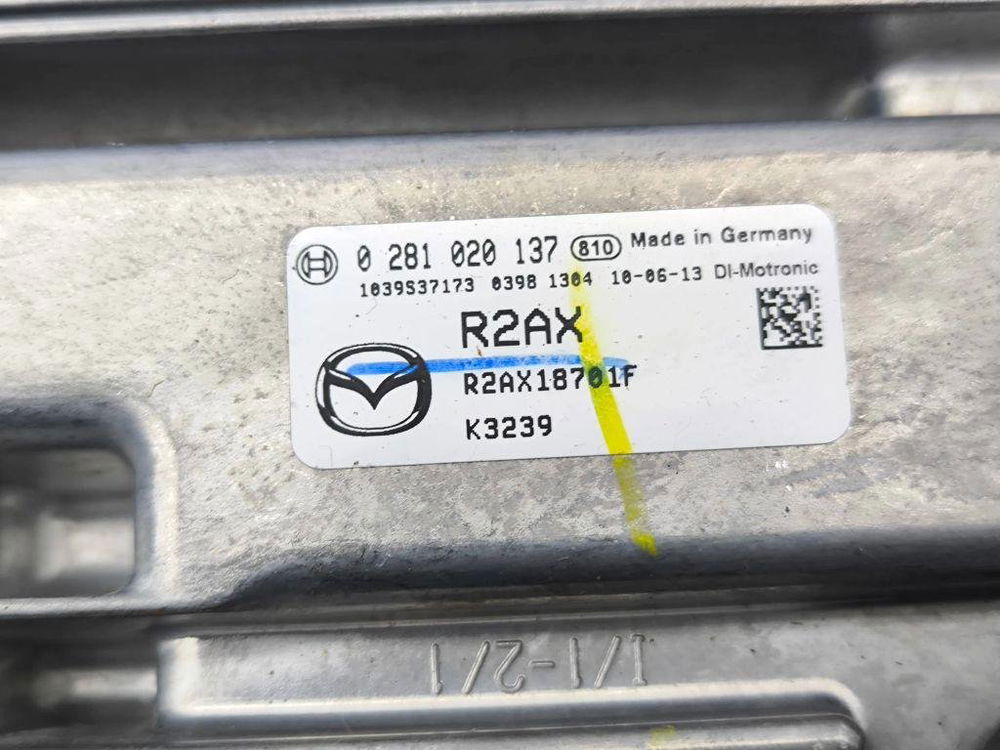 0 281 020 137 810 Made in Germany
1039S37173 0398 1304 10-06-13 DI-Motronic
R2AX
R2AX18701F
K3239
1/1-2/1